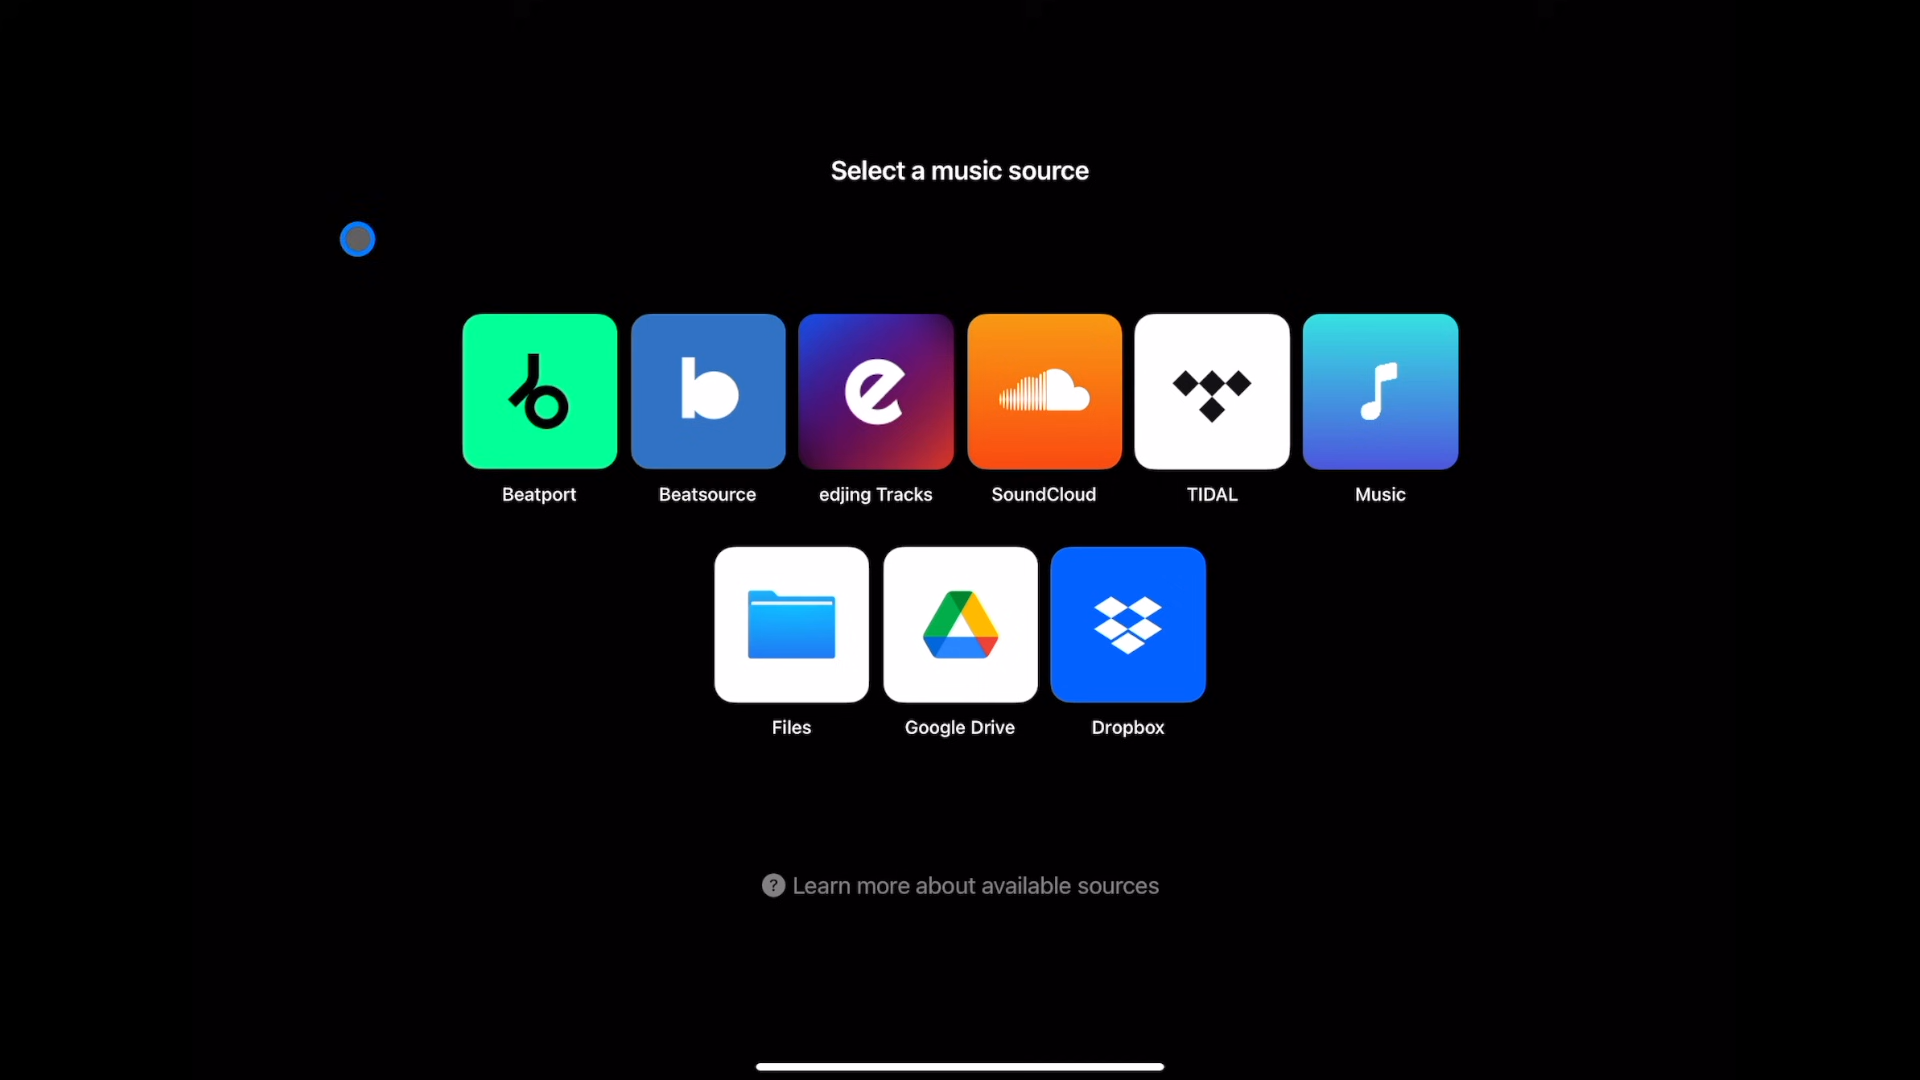 Select a music source
Beatport
Beatsource
edjing Tracks
SoundCloud
TIDAL
Music
Files
Google Drive
Dropbox
? Learn more about available sources